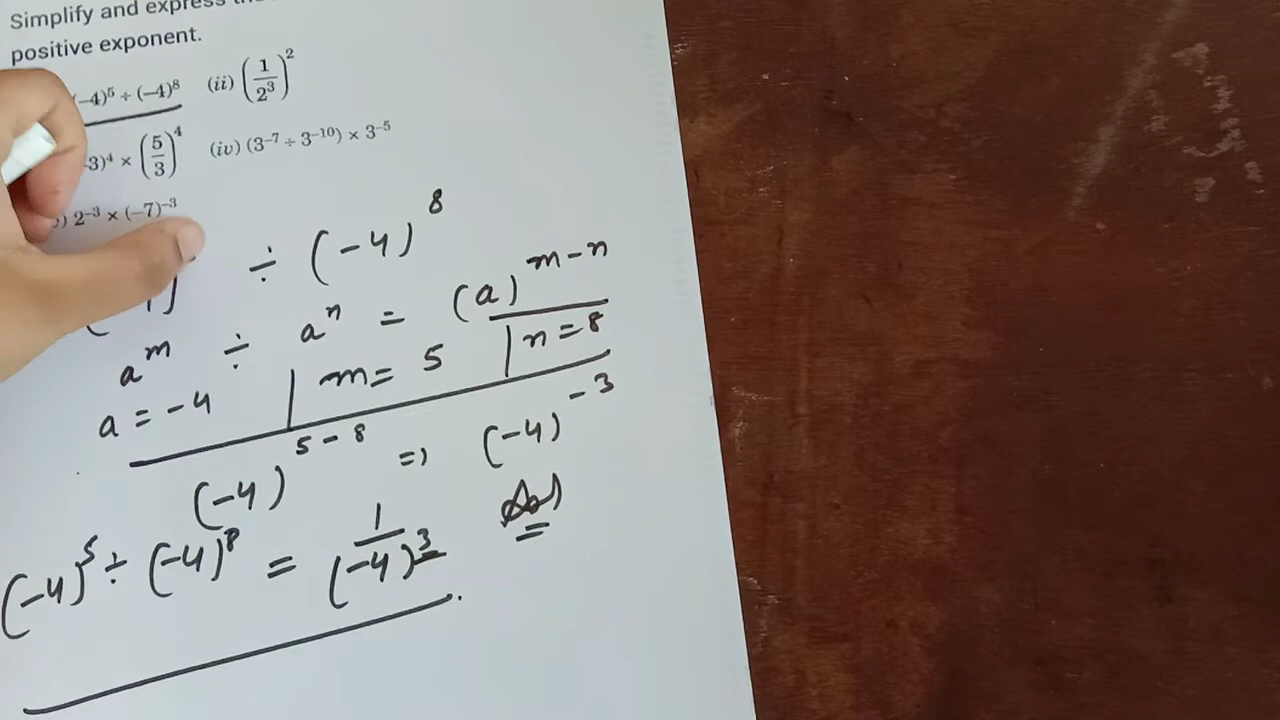 Simplify and express
positive exponent.
(–4)⁵ ÷ (–4)⁸ (ii) (1/2³)²
3)⁴ × (5/3)⁴ (iv) (3⁻⁷ ÷ 3⁻¹⁰) × 3⁻⁵
) 2⁻³ × (–7)⁻³
÷ (-4)⁸
aᵐ ÷ aⁿ = (a)ᵐ⁻ⁿ
a = -4 | m = 5 | n = 8
(-4)⁵⁻⁸ => (-4)⁻³
(-4)⁵ ÷ (-4)⁸ = 1/(-4)³